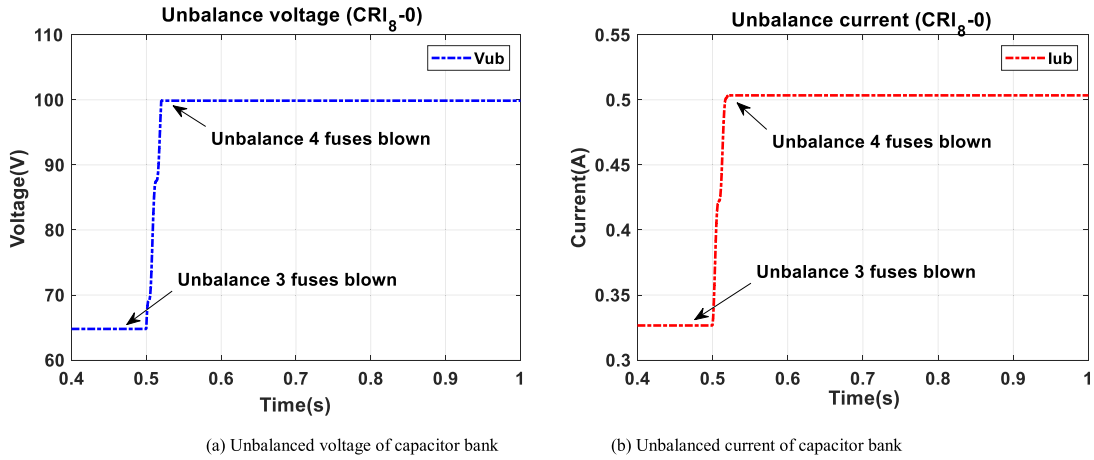 Unbalance voltage (CRI8-0)
110
100
90
80
70
60
Voltage(V)
Vub
Unbalance 4 fuses blown
Unbalance 3 fuses blown
0.4 0.5 0.6 0.7 0.8 0.9 1
Time(s)
(a) Unbalanced voltage of capacitor bank
Unbalance current (CRI8-0)
0.55
0.5
0.45
0.4
0.35
0.3
Current(A)
Iub
Unbalance 4 fuses blown
Unbalance 3 fuses blown
0.4 0.5 0.6 0.7 0.8 0.9 1
Time(s)
(b) Unbalanced current of capacitor bank